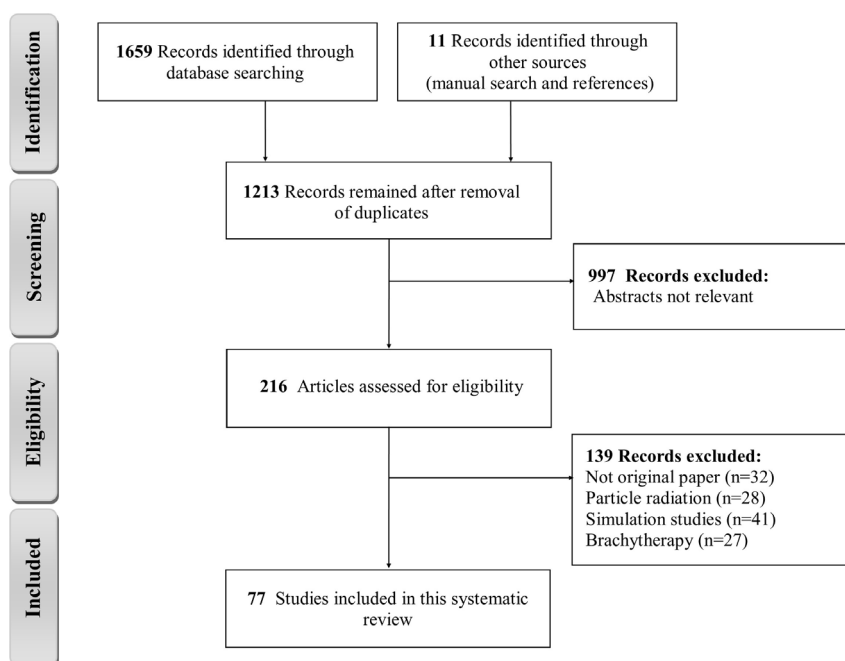 Identification
1659 Records identified through
database searching
11 Records identified through
other sources
(manual search and references)
1213 Records remained after removal
of duplicates
Screening
997 Records excluded:
Abstracts not relevant
Eligibility
216 Articles assessed for eligibility
139 Records excluded:
Not original paper (n=32)
Particle radiation (n=28)
Simulation studies (n=41)
Brachytherapy (n=27)
Included
77 Studies included in this systematic
review